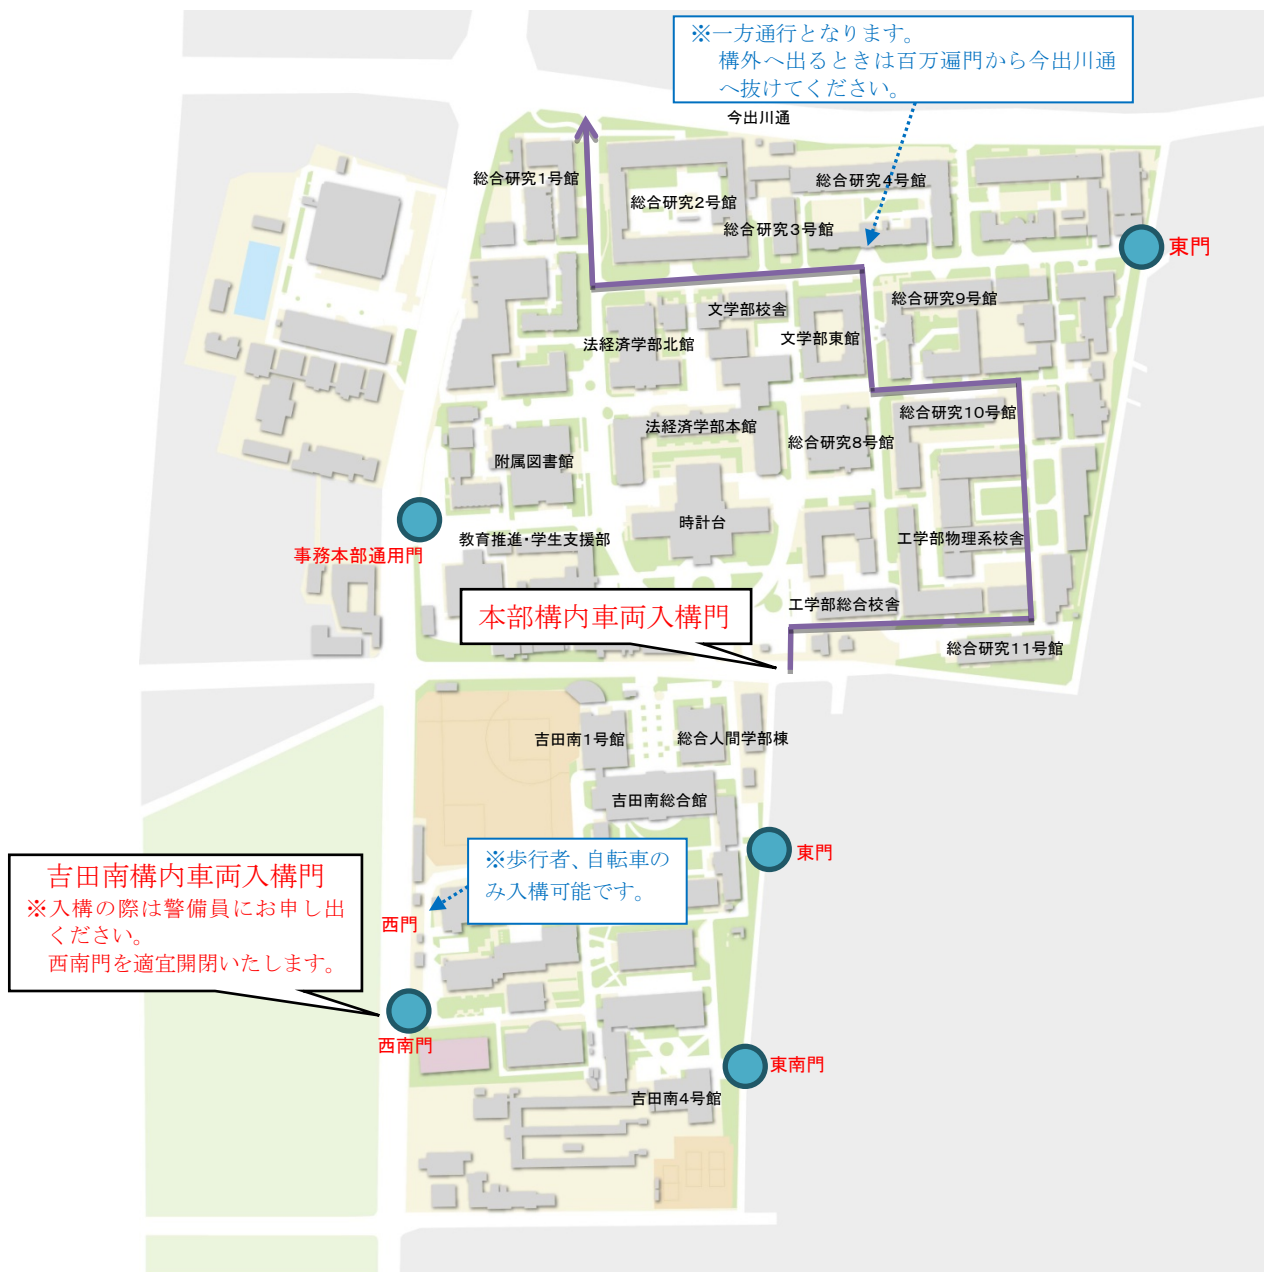 ※一方通行となります。
構外へ出るときは百万遍門から今出川通
へ抜けてください。
今出川通
総合研究1号館
総合研究2号館
総合研究3号館
総合研究4号館
東門
総合研究9号館
文学部校舎
文学部東館
法経済学部北館
総合研究10号館
法経済学部本館
総合研究8号館
附属図書館
時計台
教育推進・学生支援部
工学部物理系校舎
事務本部通用門
本部構内車両入構門
工学部総合校舎
総合研究11号館
吉田南1号館
総合人間学部棟
吉田南総合館
東門
※歩行者、自転車の
み入構可能です。
西門
吉田南構内車両入構門
※入構の際は警備員にお申し出
ください。
西南門を適宜開閉いたします。
西南門
東南門
吉田南4号館